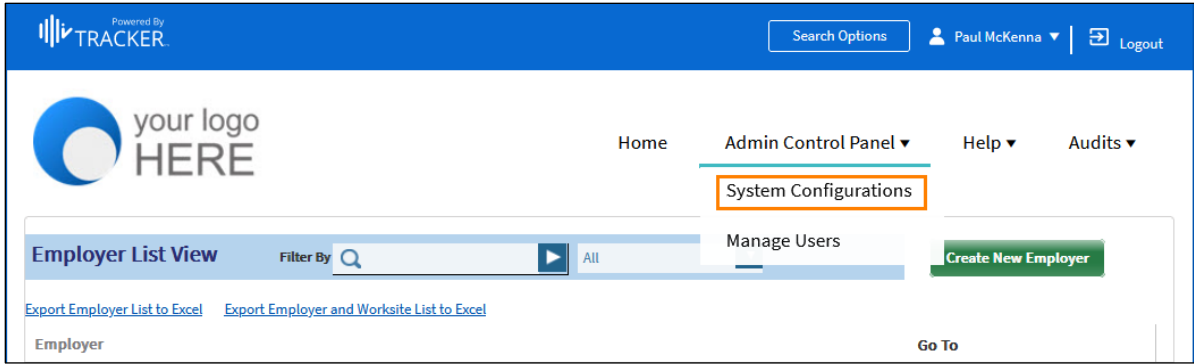 Powered By
TRACKER
Search Options
Paul McKenna
Logout
your logo
HERE
Home
Admin Control Panel
Help
Audits
System Configurations
Manage Users
Employer List View
Filter By
All
Create New Employer
Export Employer List to Excel
Export Employer and Worksite List to Excel
Employer
Go To